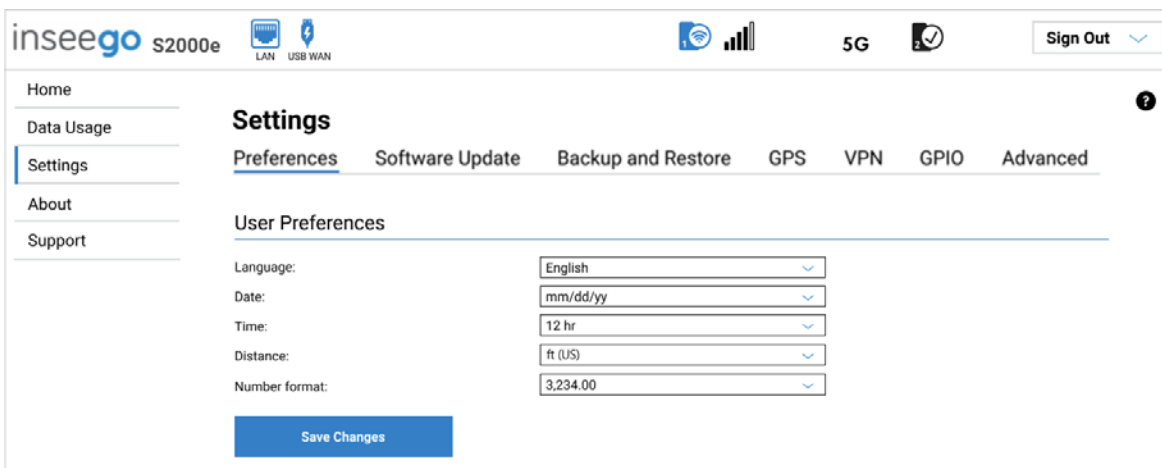 inseego S2000e
LAN USB WAN
1
5G
2
Sign Out
Home
Data Usage
Settings
About
Support
?
Settings
Preferences Software Update Backup and Restore GPS VPN GPIO Advanced
User Preferences
Language: English
Date: mm/dd/yy
Time: 12 hr
Distance: ft (US)
Number format: 3,234.00
Save Changes